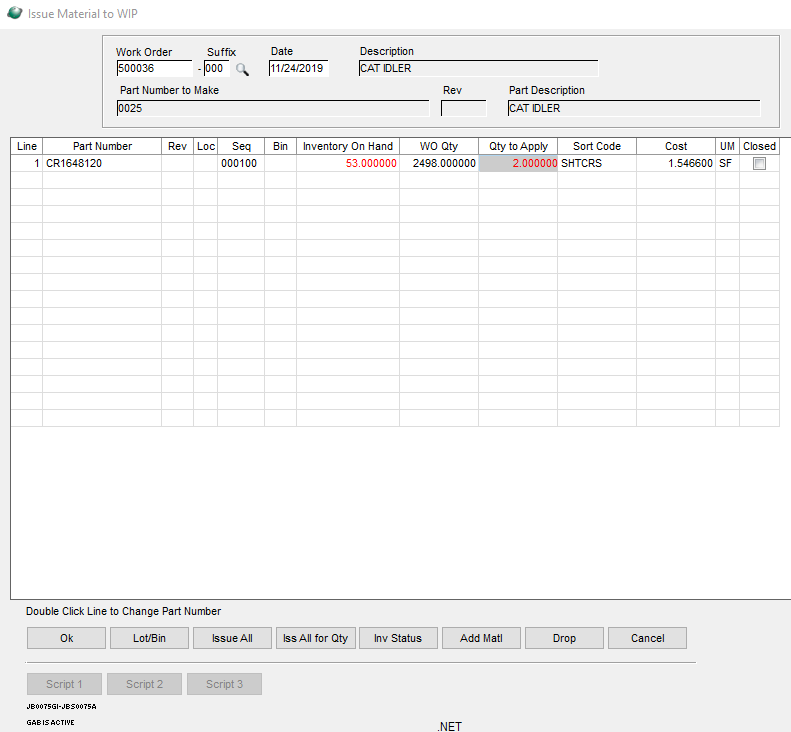 Issue Material to WIP
Work Order Suffix Date Description
500036 - 000 11/24/2019 CAT IDLER
Part Number to Make Rev Part Description
0025 CAT IDLER
Line Part Number Rev Loc Seq Bin Inventory On Hand WO Qty Qty to Apply Sort Code Cost UM Closed
1 CR1648120 000100 53.000000 2498.000000 2.000000 SHTCRS 1.546600 SF
Double Click Line to Change Part Number
Ok Lot/Bin Issue All Iss All for Qty Inv Status Add Matl Drop Cancel
Script 1 Script 2 Script 3
JB0075GI-JBS0075A
GAB IS ACTIVE
.NET